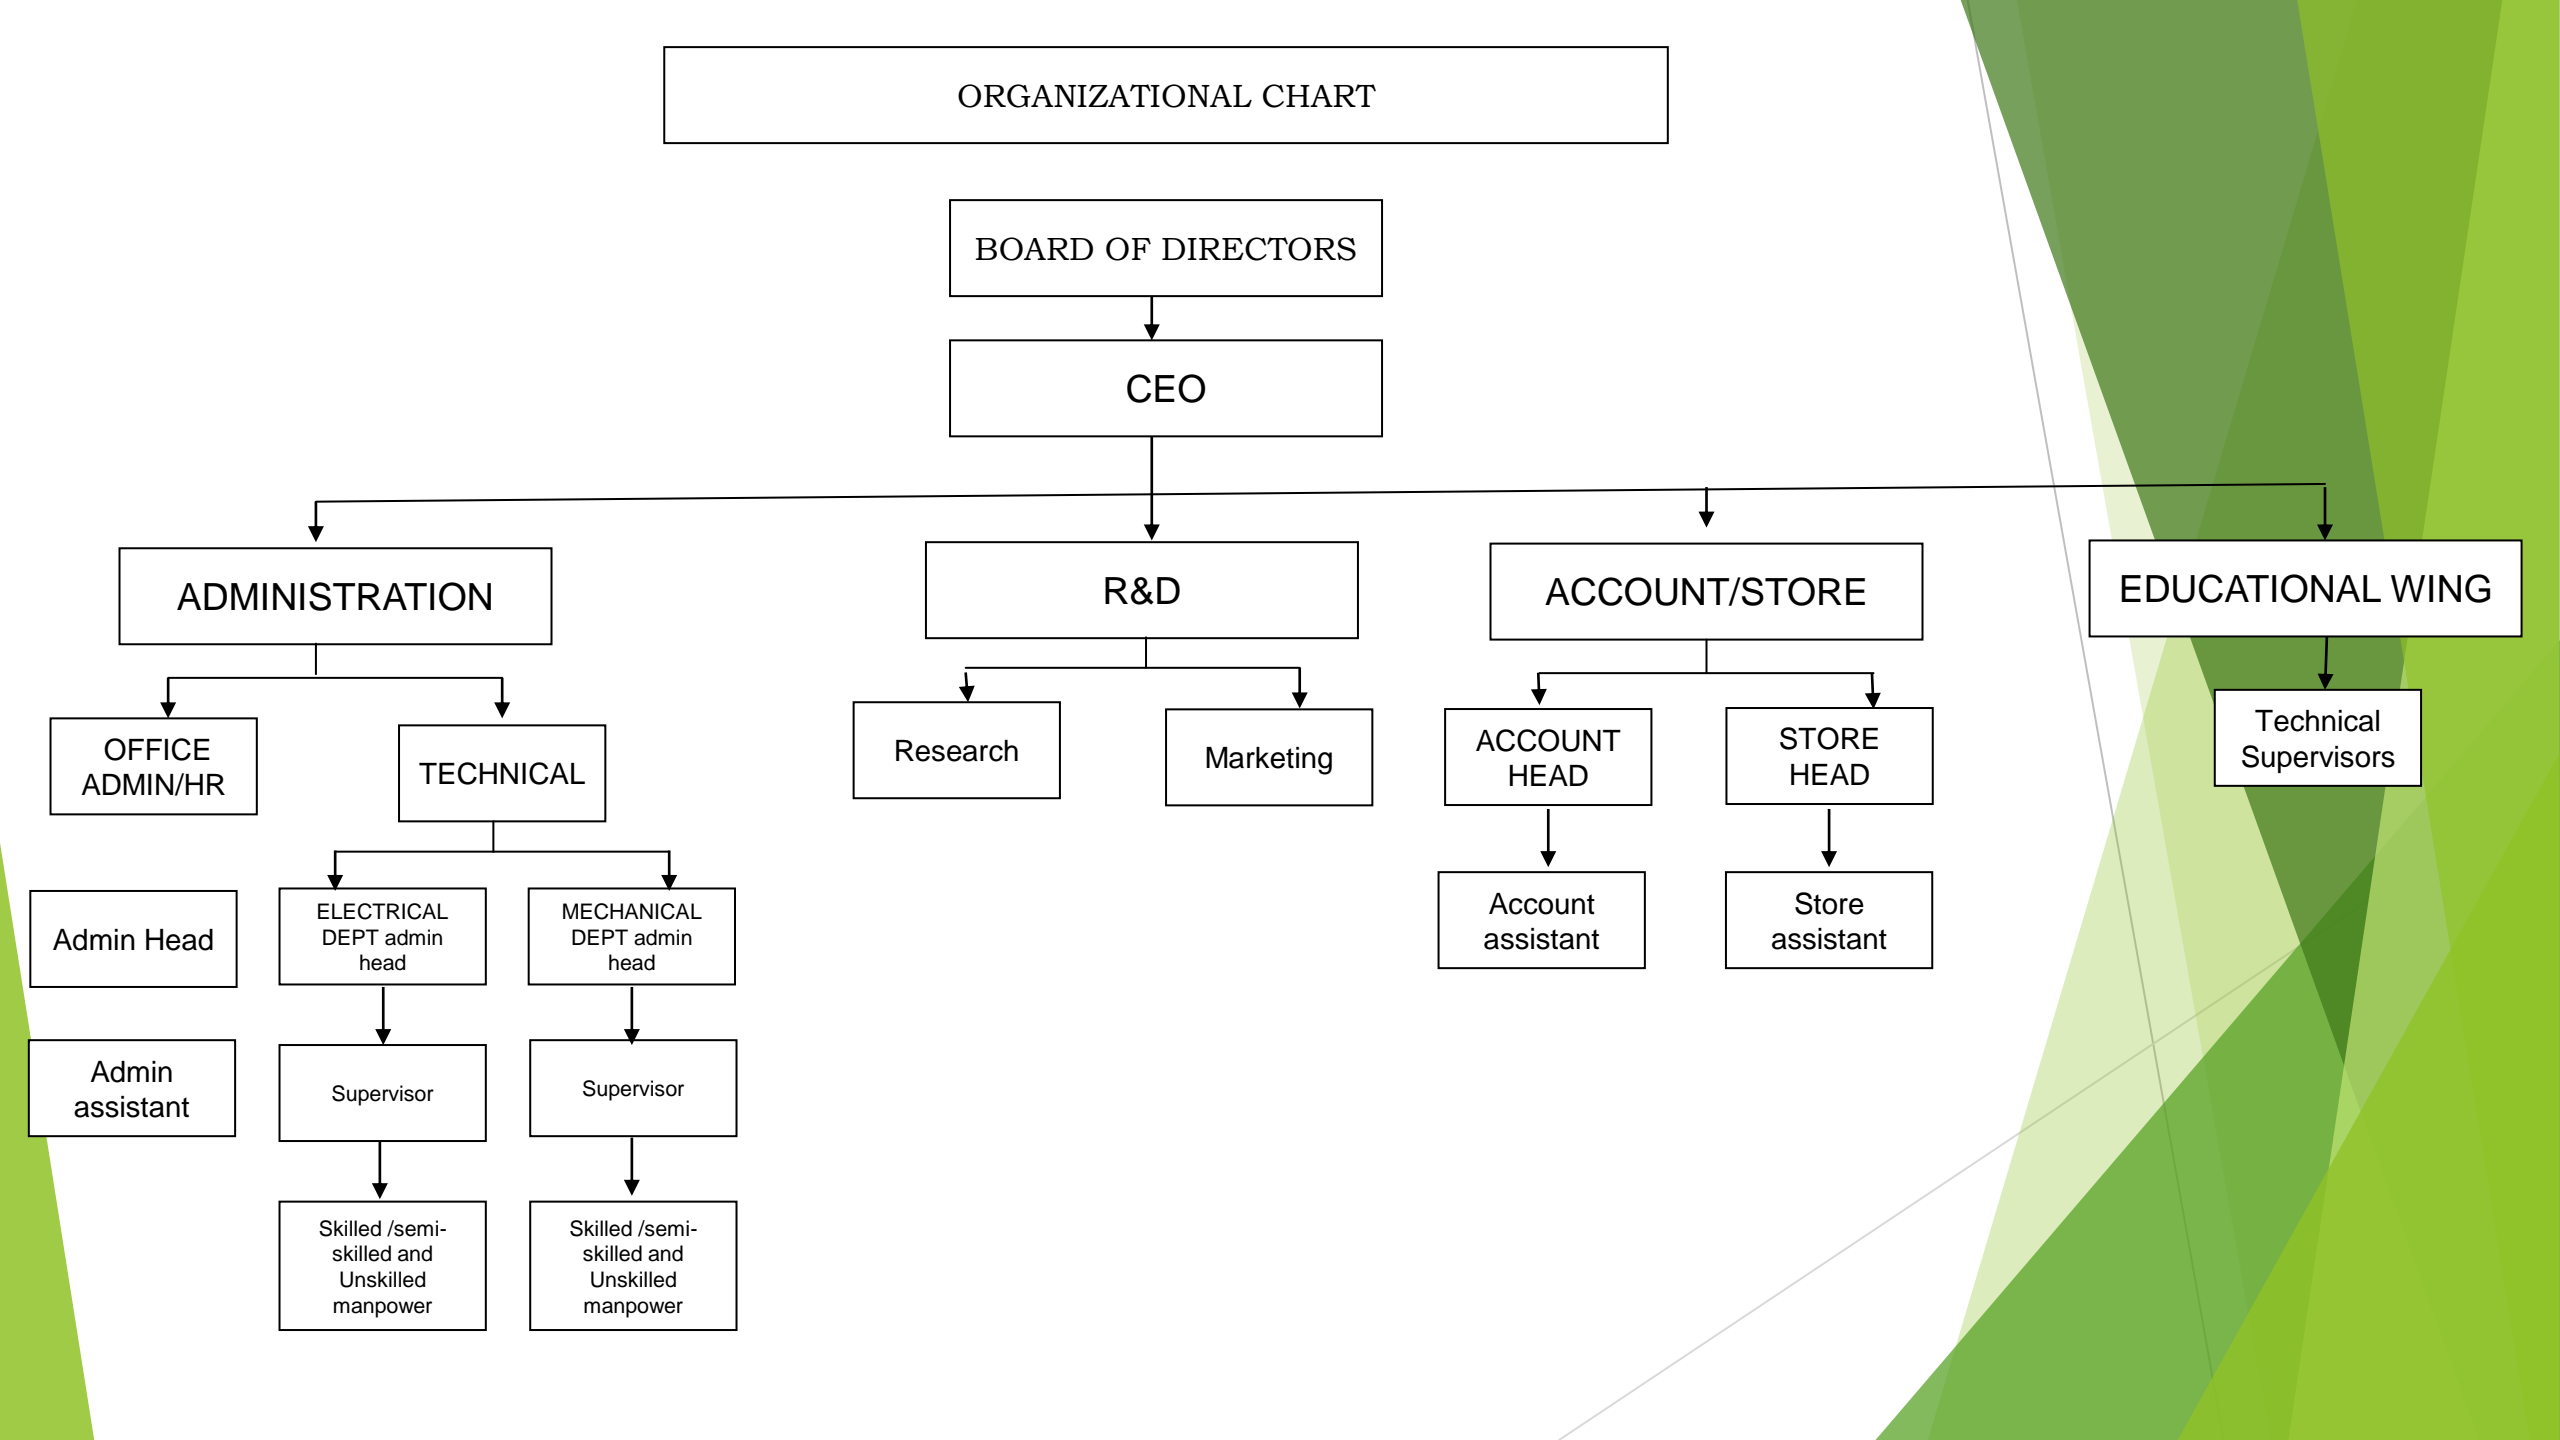 ORGANIZATIONAL CHART
BOARD OF DIRECTORS
CEO
ADMINISTRATION
R&D
ACCOUNT/STORE
EDUCATIONAL WING
OFFICE
ADMIN/HR
TECHNICAL
Research
Marketing
ACCOUNT
HEAD
STORE
HEAD
Technical
Supervisors
Admin Head
ELECTRICAL
DEPT admin
head
MECHANICAL
DEPT admin
head
Account
assistant
Store
assistant
Admin
assistant
Supervisor
Supervisor
Skilled /semi-
skilled and
Unskilled
manpower
Skilled /semi-
skilled and
Unskilled
manpower